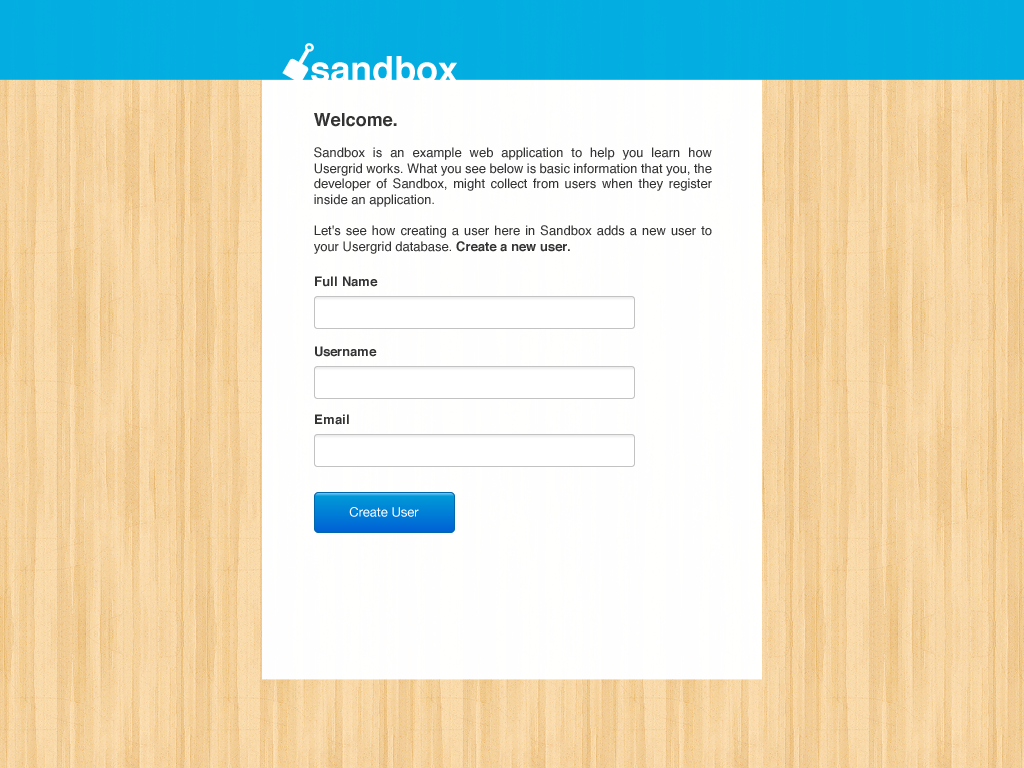 sandbox
Welcome.
Sandbox is an example web application to help you learn how
Usergrid works. What you see below is basic information that you, the
developer of Sandbox, might collect from users when they register
inside an application.
Let's see how creating a user here in Sandbox adds a new user to
your Usergrid database. Create a new user.
Full Name
Username
Email
Create User